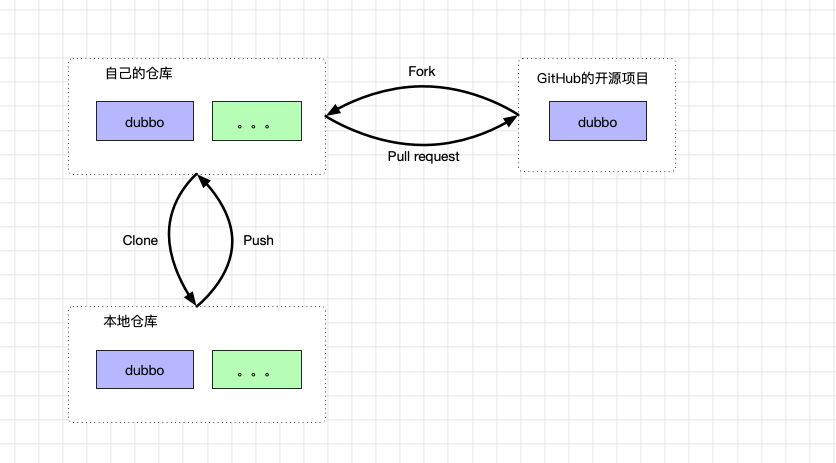 自己的仓库
dubbo
。。。
Fork
Pull request
GitHub的开源项目
dubbo
Clone
Push
本地仓库
dubbo
。。。